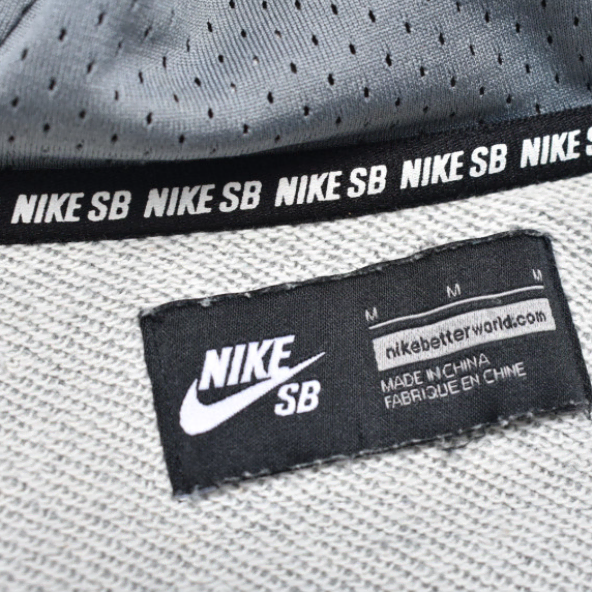 NIKE SB NIKE SB NIKE SB NIKE SB NIKE S
M M M
nikebetterworld.com
NIKE
SB
MADE IN CHINA
FABRIQUE EN CHINE